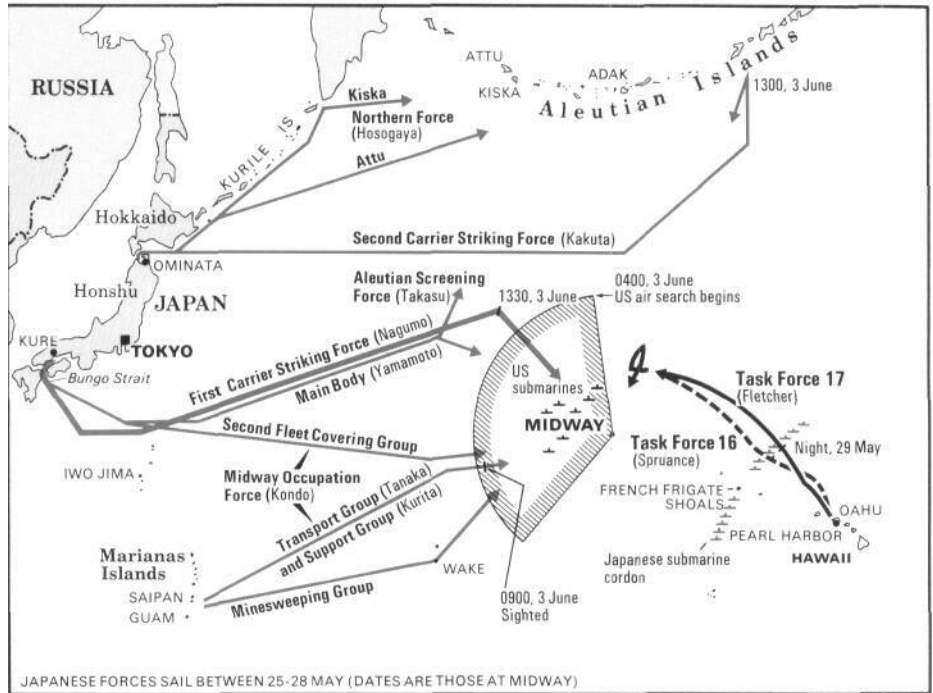 RUSSIA
ATTU
KISKA
ADAK
Aleutian Islands
1300, 3 June
Kiska
Northern Force
(Hosogaya)
Attu
KURILE IS
Hokkaido
Second Carrier Striking Force (Kakuta)
OMINATA
Honshu
JAPAN
Aleutian Screening
Force (Takasu)
1330, 3 June
0400, 3 June
US air search begins
KURE
TOKYO
Bungo Strait
First Carrier Striking Force (Nagumo)
Main Body (Yamamoto)
US
submarines
MIDWAY
Task Force 17
(Fletcher)
Second Fleet Covering Group
Task Force 16
(Spruance)
Night, 29 May
IWO JIMA
Midway Occupation
Force (Kondo)
Transport Group (Tanaka)
and Support Group (Kurita)
FRENCH FRIGATE
SHOALS
OAHU
PEARL HARBOR
HAWAII
Marianas
Islands
WAKE
Japanese submarine
cordon
SAIPAN
GUAM
Minesweeping Group
0900, 3 June
Sighted
JAPANESE FORCES SAIL BETWEEN 25-28 MAY (DATES ARE THOSE AT MIDWAY)